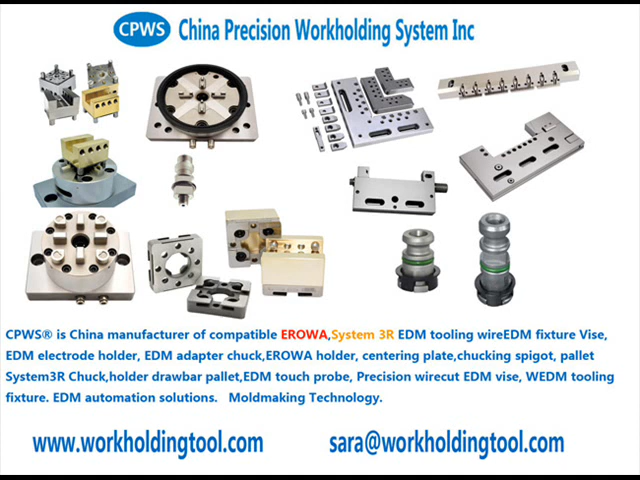 CPWS China Precision Workholding System Inc
CPWS® is China manufacturer of compatible EROWA,System 3R EDM tooling wireEDM fixture Vise,
EDM electrode holder, EDM adapter chuck,EROWA holder, centering plate,chucking spigot, pallet
System3R Chuck,holder drawbar pallet,EDM touch probe, Precision wirecut EDM vise, WEDM tooling
fixture. EDM automation solutions. Moldmaking Technology.
www.workholdingtool.com sara@workholdingtool.com